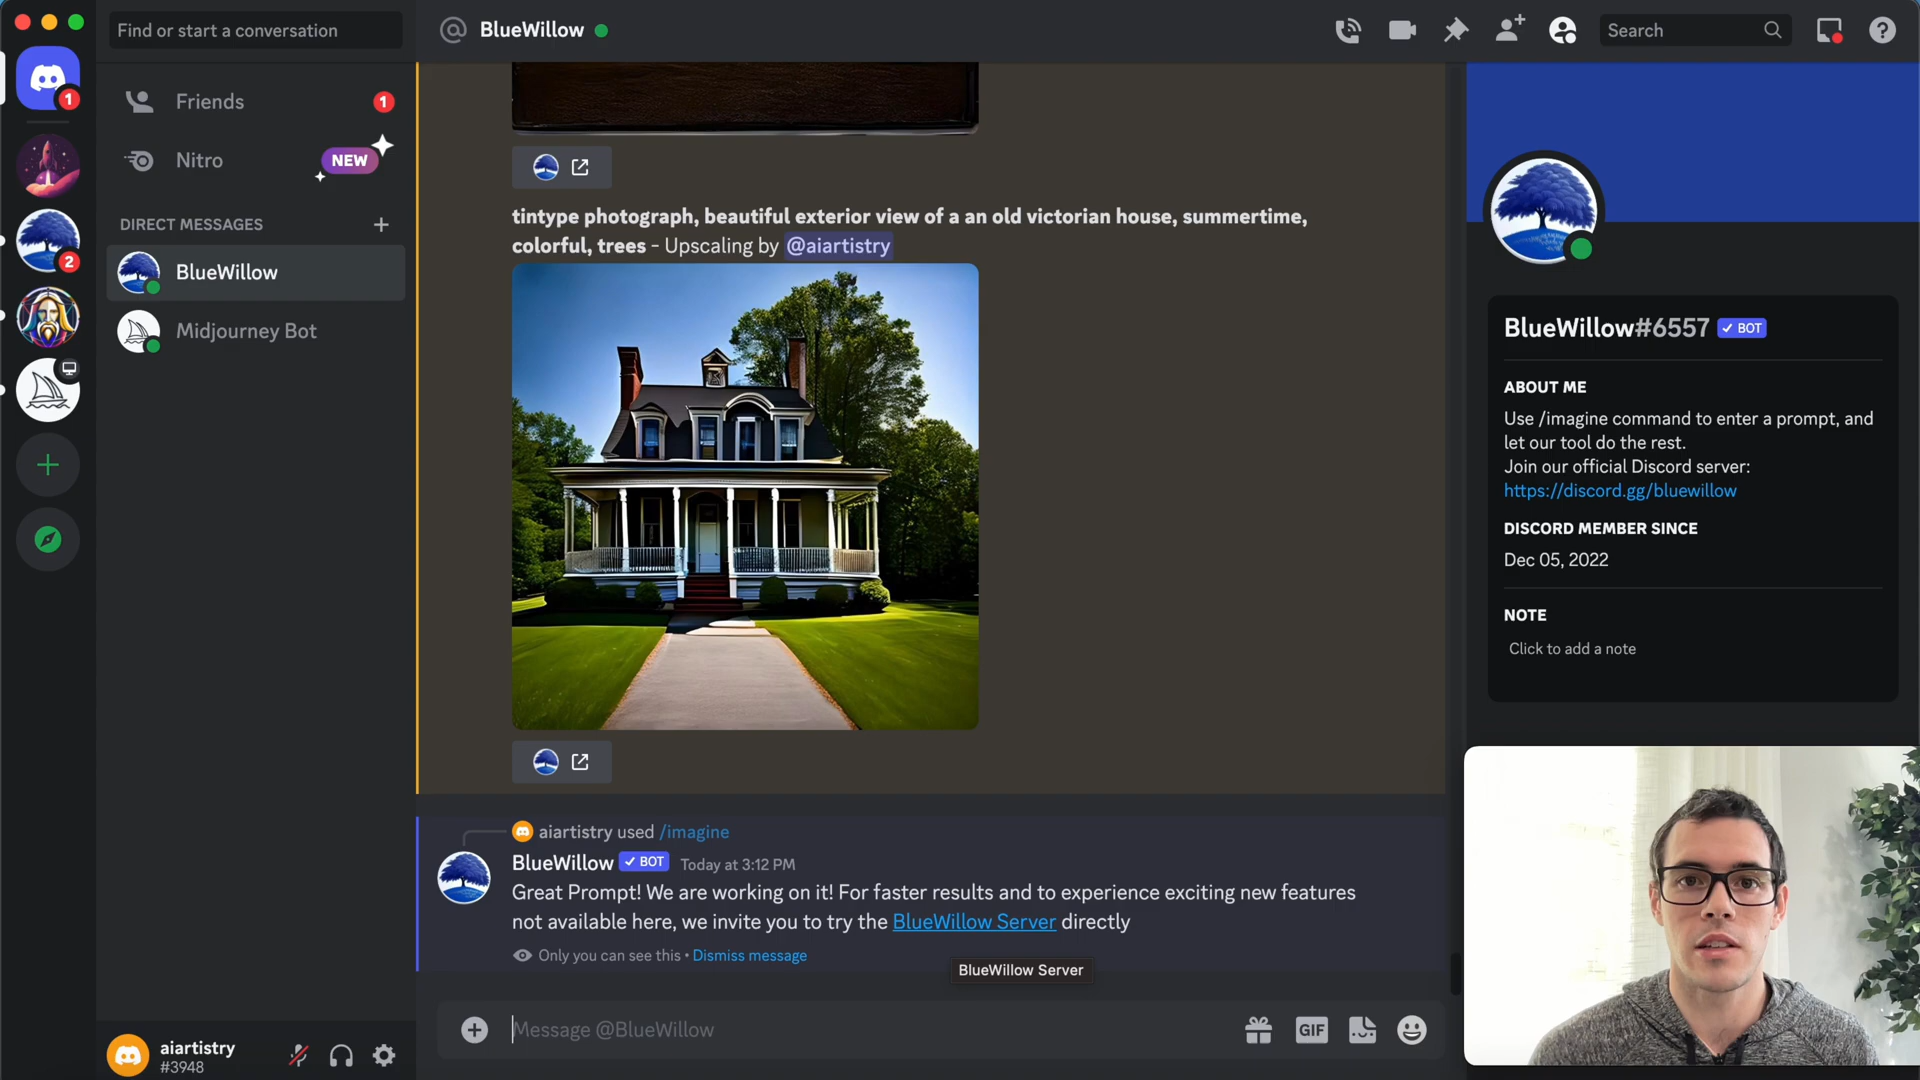 Find or start a conversation
@ BlueWillow
Search
1
Friends
1
Nitro
NEW
DIRECT MESSAGES
2
BlueWillow
Midjourney Bot
tintype photograph, beautiful exterior view of a an old victorian house, summertime,
colorful, trees - Upscaling by @aiartistry
aiartistry used /imagine
BlueWillow BOT Today at 3:12 PM
Great Prompt! We are working on it! For faster results and to experience exciting new features
not available here, we invite you to try the BlueWillow Server directly
Only you can see this • Dismiss message
BlueWillow Server
Message @BlueWillow
GIF
aiartistry
#3948
BlueWillow#6557 BOT
ABOUT ME
Use /imagine command to enter a prompt, and
let our tool do the rest.
Join our official Discord server:
https://discord.gg/bluewillow
DISCORD MEMBER SINCE
Dec 05, 2022
NOTE
Click to add a note